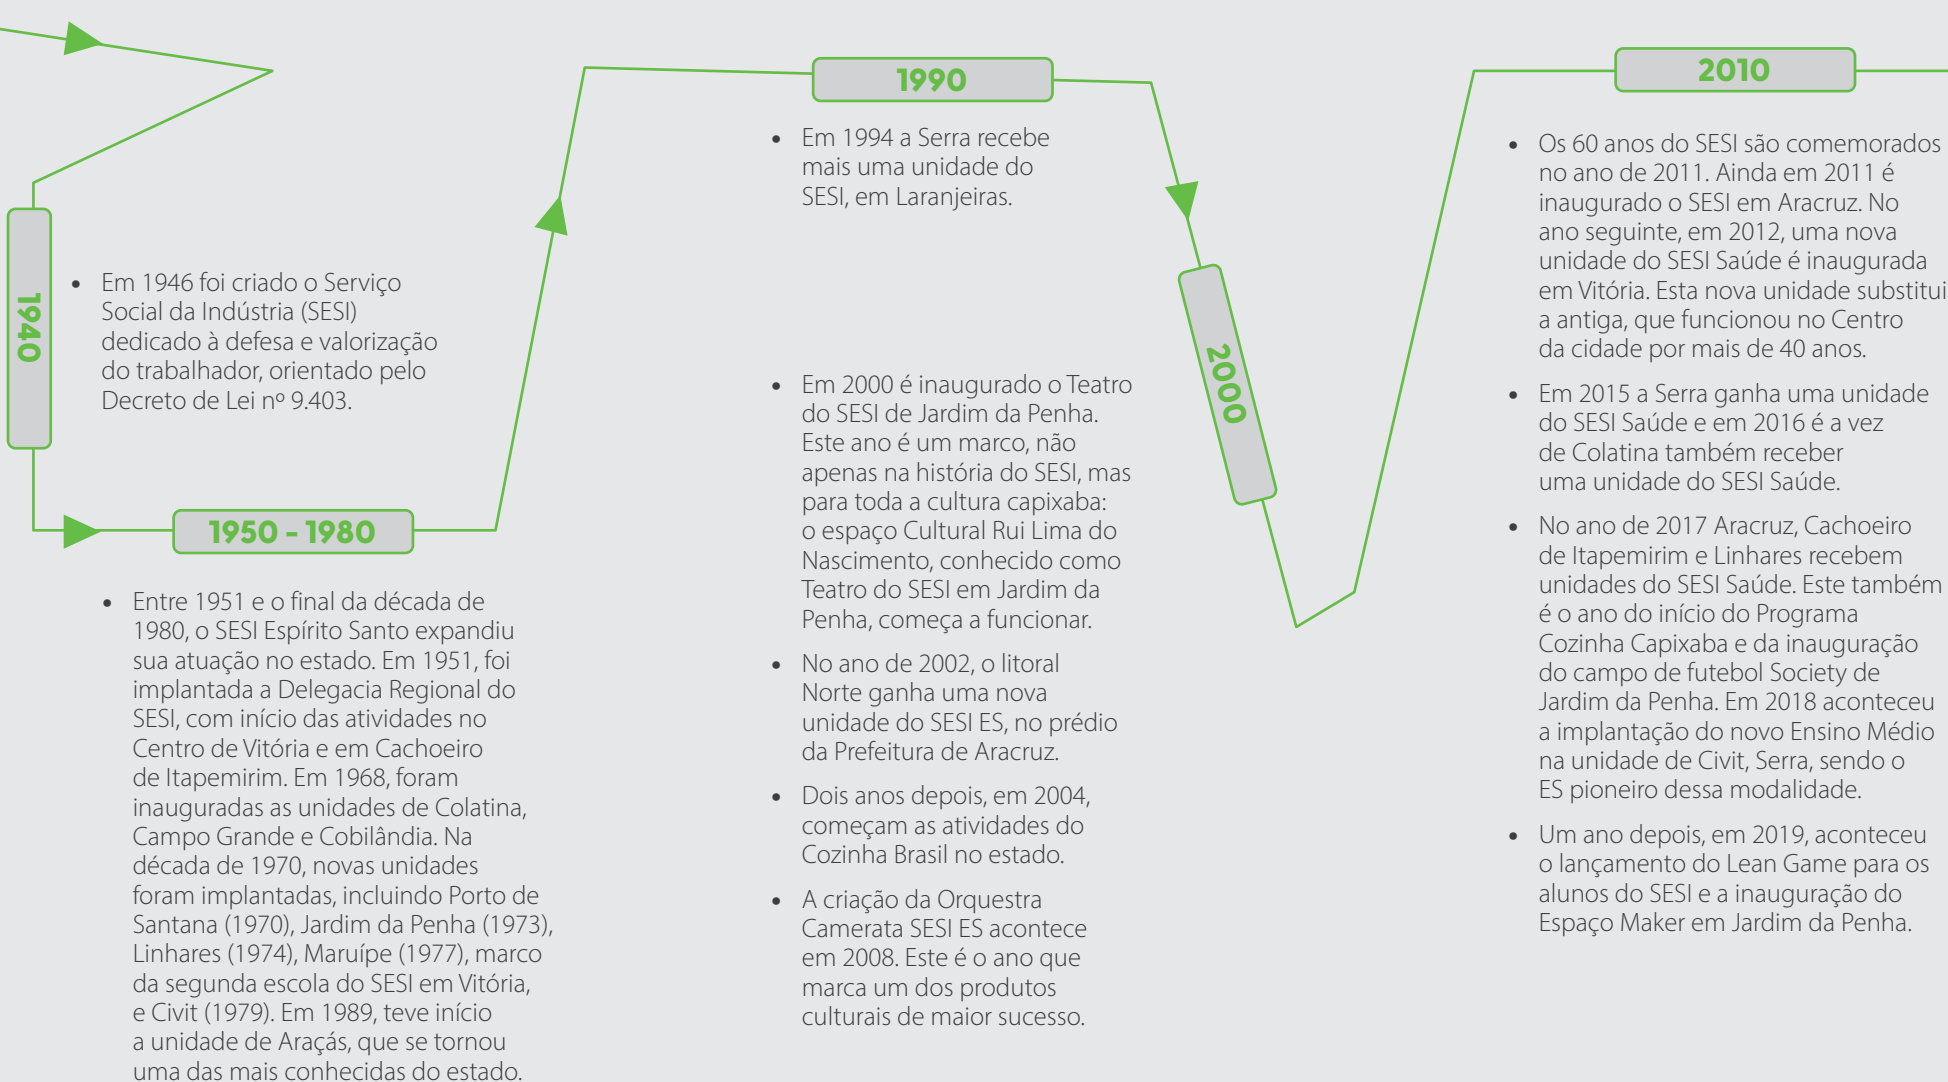 1940
• Em 1946 foi criado o Serviço
Social da Indústria (SESI)
dedicado à defesa e valorização
do trabalhador, orientado pelo
Decreto de Lei nº 9.403.
1950 - 1980
• Entre 1951 e o final da década de
1980, o SESI Espírito Santo expandiu
sua atuação no estado. Em 1951, foi
implantada a Delegacia Regional do
SESI, com início das atividades no
Centro de Vitória e em Cachoeiro
de Itapemirim. Em 1968, foram
inauguradas as unidades de Colatina,
Campo Grande e Cobilândia. Na
década de 1970, novas unidades
foram implantadas, incluindo Porto de
Santana (1970), Jardim da Penha (1973),
Linhares (1974), Maruípe (1977), marco
da segunda escola do SESI em Vitória,
e Civit (1979). Em 1989, teve início
a unidade de Araçás, que se tornou
uma das mais conhecidas do estado.
1990
• Em 1994 a Serra recebe
mais uma unidade do
SESI, em Laranjeiras.
2000
• Em 2000 é inaugurado o Teatro
do SESI de Jardim da Penha.
Este ano é um marco, não
apenas na história do SESI, mas
para toda a cultura capixaba:
o espaço Cultural Rui Lima do
Nascimento, conhecido como
Teatro do SESI em Jardim da
Penha, começa a funcionar.
• No ano de 2002, o litoral
Norte ganha uma nova
unidade do SESI ES, no prédio
da Prefeitura de Aracruz.
• Dois anos depois, em 2004,
começam as atividades do
Cozinha Brasil no estado.
• A criação da Orquestra
Camerata SESI ES acontece
em 2008. Este é o ano que
marca um dos produtos
culturais de maior sucesso.
2010
• Os 60 anos do SESI são comemorados
no ano de 2011. Ainda em 2011 é
inaugurado o SESI em Aracruz. No
ano seguinte, em 2012, uma nova
unidade do SESI Saúde é inaugurada
em Vitória. Esta nova unidade substitui
a antiga, que funcionou no Centro
da cidade por mais de 40 anos.
• Em 2015 a Serra ganha uma unidade
do SESI Saúde e em 2016 é a vez
de Colatina também receber
uma unidade do SESI Saúde.
• No ano de 2017 Aracruz, Cachoeiro
de Itapemirim e Linhares recebem
unidades do SESI Saúde. Este também
é o ano do início do Programa
Cozinha Capixaba e da inauguração
do campo de futebol Society de
Jardim da Penha. Em 2018 aconteceu
a implantação do novo Ensino Médio
na unidade de Civit, Serra, sendo o
ES pioneiro dessa modalidade.
• Um ano depois, em 2019, aconteceu
o lançamento do Lean Game para os
alunos do SESI e a inauguração do
Espaço Maker em Jardim da Penha.